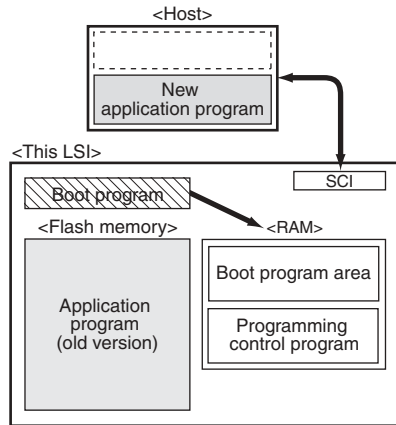 <Host>
New
application program
<This LSI>
SCI
Boot program
<Flash memory>
<RAM>
Application
program
(old version)
Boot program area
Programming
control program